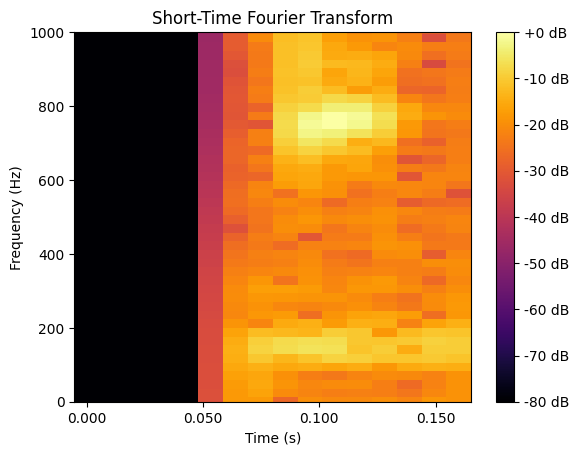 Short-Time Fourier Transform
1000
800
600
400
200
0
Frequency (Hz)
0.000
0.050
0.100
0.150
Time (s)
+0 dB
-10 dB
-20 dB
-30 dB
-40 dB
-50 dB
-60 dB
-70 dB
-80 dB